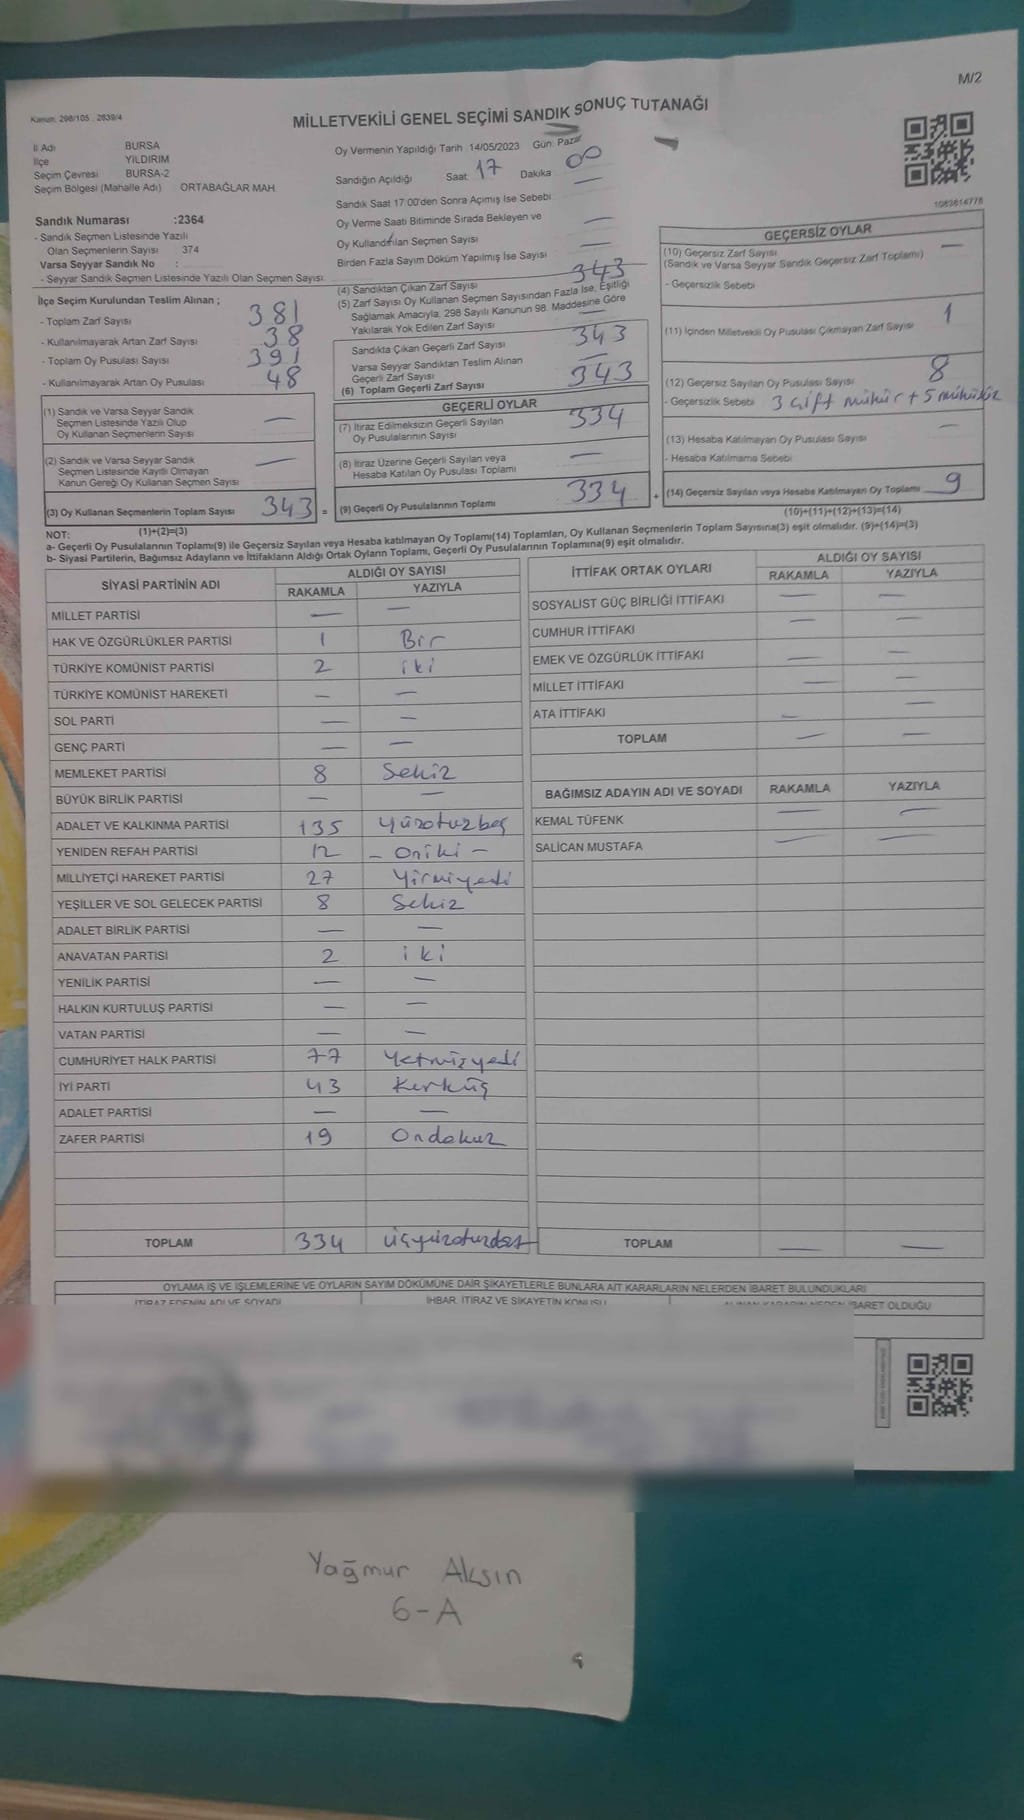 M/2
Kanun: 298/105 , 2839/4
MİLLETVEKİLİ GENEL SEÇİMİ SANDIK SONUÇ TUTANAĞI
İl Adı BURSA
İlçe YILDIRIM
Seçim Çevresi BURSA-2
Seçim Bölgesi (Mahalle Adı) ORTABAĞLAR MAH.
Sandık Numarası :2364
- Sandık Seçmen Listesinde Yazılı
Olan Seçmenlerin Sayısı 374
Varsa Seyyar Sandık No :
- Seyyar Sandık Seçmen Listesinde Yazılı Olan Seçmen Sayısı:
Oy Vermenin Yapıldığı Tarih 14/05/2023 Gün: Pazar
Sandığın Açıldığı Saat: 17 Dakika 00
Sandık Saat 17:00'den Sonra Açımış İse Sebebi —
Oy Verme Saati Bitiminde Sırada Bekleyen ve
Oy Kullandırılan Seçmen Sayısı —
Birden Fazla Sayım Döküm Yapılmış İse Sayısı —
1062614778
İlçe Seçim Kurulundan Teslim Alınan ;
- Toplam Zarf Sayısı 381
- Kullanılmayarak Artan Zarf Sayısı 38
- Toplam Oy Pusulası Sayısı 391
- Kullanılmayarak Artan Oy Pusulası 48
(1) Sandık ve Varsa Seyyar Sandık
Seçmen Listesinde Yazılı Olup
Oy Kullanan Seçmenlerin Sayısı —
(2) Sandık ve Varsa Seyyar Sandık
Seçmen Listesinde Kayıtlı Olmayan
Kanun Gereği Oy Kullanan Seçmen Sayısı —
(3) Oy Kullanan Seçmenlerin Toplam Sayısı 343 =
(1)+(2)=(3)
(4) Sandıktan Çıkan Zarf Sayısı 343
(5) Zarf Sayısı Oy Kullanan Seçmen Sayısından Fazla İse, Eşitliği
Sağlamak Amacıyla; 298 Sayılı Kanunun 98. Maddesine Göre
Yakılarak Yok Edilen Zarf Sayısı —
Sandıkta Çıkan Geçerli Zarf Sayısı 343
Varsa Seyyar Sandıktan Teslim Alınan
Geçerli Zarf Sayısı —
(6) Toplam Geçerli Zarf Sayısı 343
GEÇERLİ OYLAR
(7) İtiraz Edilmeksizin Geçerli Sayılan
Oy Pusulalarının Sayısı 334
(8) İtiraz Üzerine Geçerli Sayılan veya
Hesaba Katılan Oy Pusulası Toplamı —
(9) Geçerli Oy Pusulalarının Toplamı 334 +
GEÇERSİZ OYLAR
(10) Geçersiz Zarf Sayısı —
(Sandık ve Varsa Seyyar Sandık Geçersiz Zarf Toplamı)
- Geçersizlik Sebebi
(11) İçinden Milletvekili Oy Pusulası Çıkmayan Zarf Sayısı 1
(12) Geçersiz Sayılan Oy Pusulası Sayısı 8
- Geçersizlik Sebebi 3 çift mühür + 5 mühürsüz
(13) Hesaba Katılmayan Oy Pusulası Sayısı —
- Hesaba Katılmama Sebebi
(14) Geçersiz Sayılan veya Hesaba Katılmayan Oy Toplamı 9
(10)+(11)+(12)+(13)=(14)
NOT:
a- Geçerli Oy Pusulalarının Toplamı(9) ile Geçersiz Sayılan veya Hesaba katılmayan Oy Toplamı(14) Toplamları, Oy Kullanan Seçmenlerin Toplam Sayısına(3) eşit olmalıdır. (9)+(14)=(3)
b- Siyasi Partilerin, Bağımsız Adayların ve İttifakların Aldığı Ortak Oyların Toplamı, Geçerli Oy Pusulalarının Toplamına(9) eşit olmalıdır.
SİYASİ PARTİNİN ADI ALDIĞI OY SAYISI
RAKAMLA YAZIYLA
MİLLET PARTİSİ — —
HAK VE ÖZGÜRLÜKLER PARTİSİ 1 Bir
TÜRKİYE KOMÜNİST PARTİSİ 2 iki
TÜRKİYE KOMÜNİST HAREKETİ — —
SOL PARTİ — —
GENÇ PARTİ — —
MEMLEKET PARTİSİ 8 Sekiz
BÜYÜK BİRLİK PARTİSİ — —
ADALET VE KALKINMA PARTİSİ 135 Yüzotuzbeş
YENİDEN REFAH PARTİSİ 12 — Oniki —
MİLLİYETÇİ HAREKET PARTİSİ 27 Yirmiyedi
YEŞİLLER VE SOL GELECEK PARTİSİ 8 Sekiz
ADALET BİRLİK PARTİSİ — —
ANAVATAN PARTİSİ 2 iki
YENİLİK PARTİSİ — —
HALKIN KURTULUŞ PARTİSİ — —
VATAN PARTİSİ — —
CUMHURİYET HALK PARTİSİ 77 Yetmişyedi
İYİ PARTİ 43 Kırküç
ADALET PARTİSİ — —
ZAFER PARTİSİ 19 Ondokuz
TOPLAM 334 Üçyüzotuzdört
İTTİFAK ORTAK OYLARI ALDIĞI OY SAYISI
RAKAMLA YAZIYLA
SOSYALİST GÜÇ BİRLİĞİ İTTİFAKI — —
CUMHUR İTTİFAKI — —
EMEK VE ÖZGÜRLÜK İTTİFAKI — —
MİLLET İTTİFAKI — —
ATA İTTİFAKI — —
TOPLAM — —
BAĞIMSIZ ADAYIN ADI VE SOYADI RAKAMLA YAZIYLA
KEMAL TÜFENK — —
SALİCAN MUSTAFA — —
TOPLAM — —
OYLAMA İŞ VE İŞLEMLERİNE VE OYLARIN SAYIM DÖKÜMÜNE DAİR ŞİKAYETLERLE BUNLARA AİT KARARLARIN NELERDEN İBARET BULUNDUKLARI
İTİRAZ EDENİN ADI VE SOYADI İHBAR, İTİRAZ VE ŞİKAYETİN KONUSU ALINAN KARARIN NEDEN İBARET OLDUĞU
Yağmur Aksın
6-A